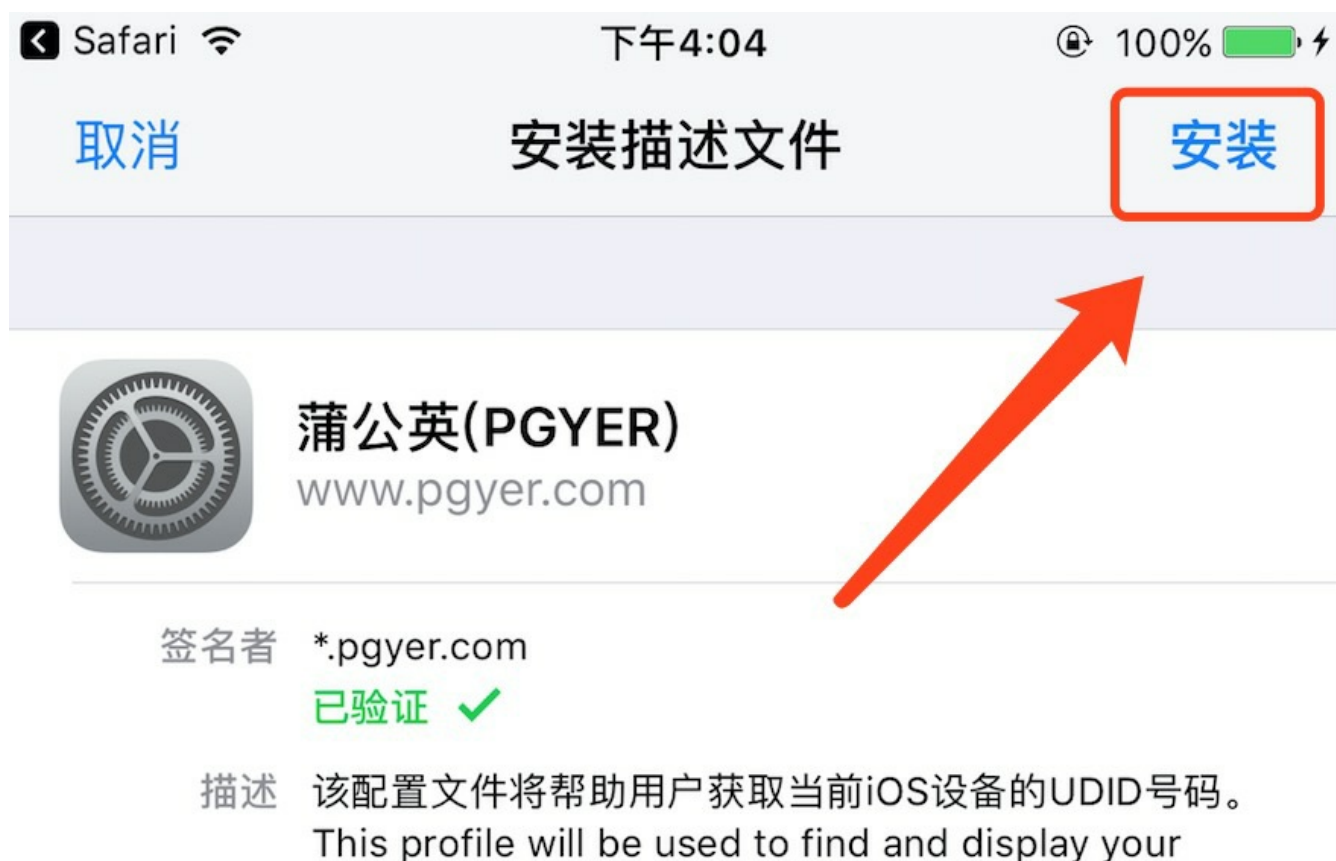 Safari 下午4:04 100%
取消 安装描述文件 安装
蒲公英(PGYER)
www.pgyer.com
签名者 *.pgyer.com
已验证
描述 该配置文件将帮助用户获取当前iOS设备的UDID号码。
This profile will be used to find and display your